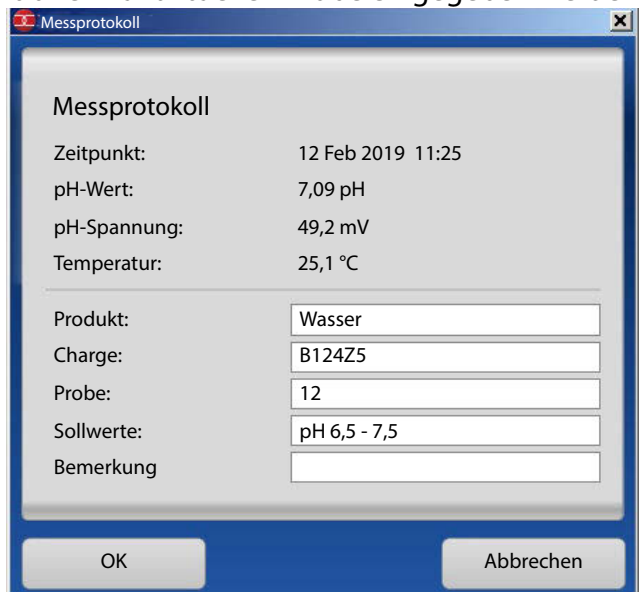 Messprotokoll
Messprotokoll
Zeitpunkt: 12 Feb 2019 11:25
pH-Wert: 7,09 pH
pH-Spannung: 49,2 mV
Temperatur: 25,1 °C
Produkt: Wasser
Charge: B124Z5
Probe: 12
Sollwerte: pH 6,5 - 7,5
Bemerkung
OK Abbrechen